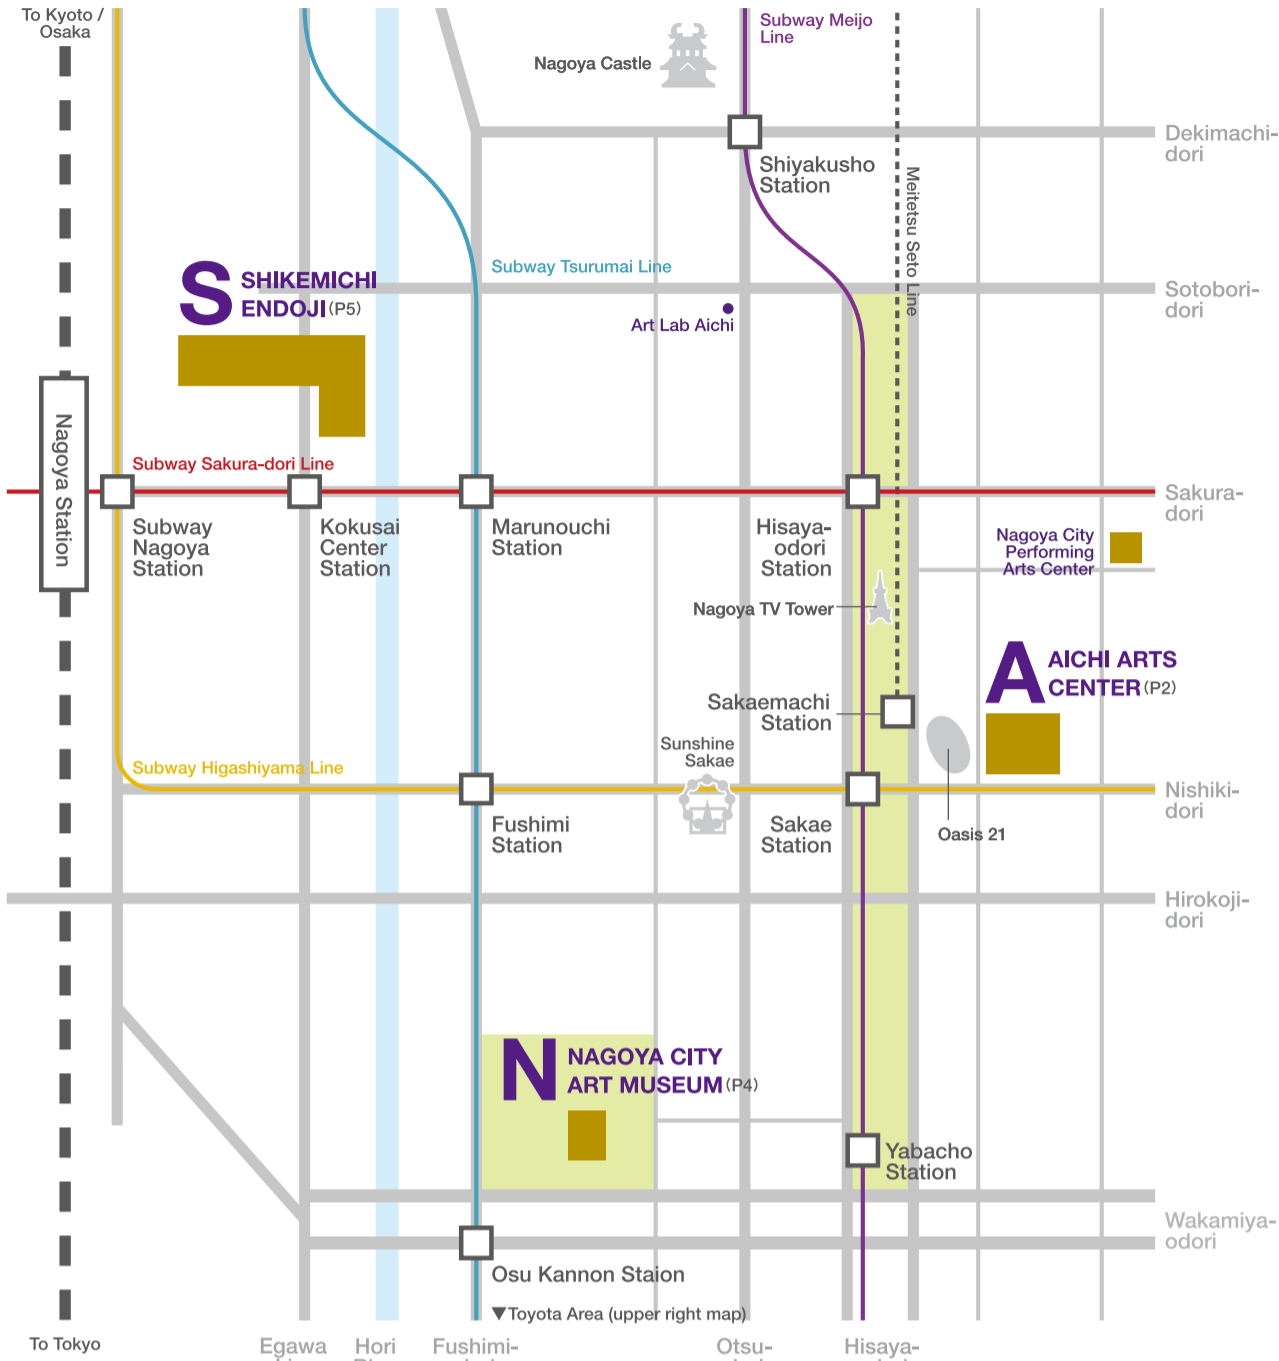 To Kyoto /
Osaka
Subway Meijo
Line
Nagoya Castle
Dekimachi-
dori
Shiyakusho
Station
Meitetsu Seto Line
Subway Tsurumai Line
S SHIKEMICHI
ENDOJI (P5)
Sotobori-
dori
Art Lab Aichi
Nagoya Station
Subway Sakura-dori Line
Sakura-
dori
Subway
Nagoya
Station
Kokusai
Center
Station
Marunouchi
Station
Hisaya-
odori
Station
Nagoya City
Performing
Arts Center
Nagoya TV Tower
A AICHI ARTS
CENTER (P2)
Sakaemachi
Station
Sunshine
Sakae
Subway Higashiyama Line
Nishiki-
dori
Fushimi
Station
Sakae
Station
Oasis 21
Hirokoji-
dori
N NAGOYA CITY
ART MUSEUM (P4)
Yabacho
Station
Wakamiya-
odori
Osu Kannon Staion
▼Toyota Area (upper right map)
To Tokyo
Egawa
Hori
Fushimi-
Otsu-
Hisaya-